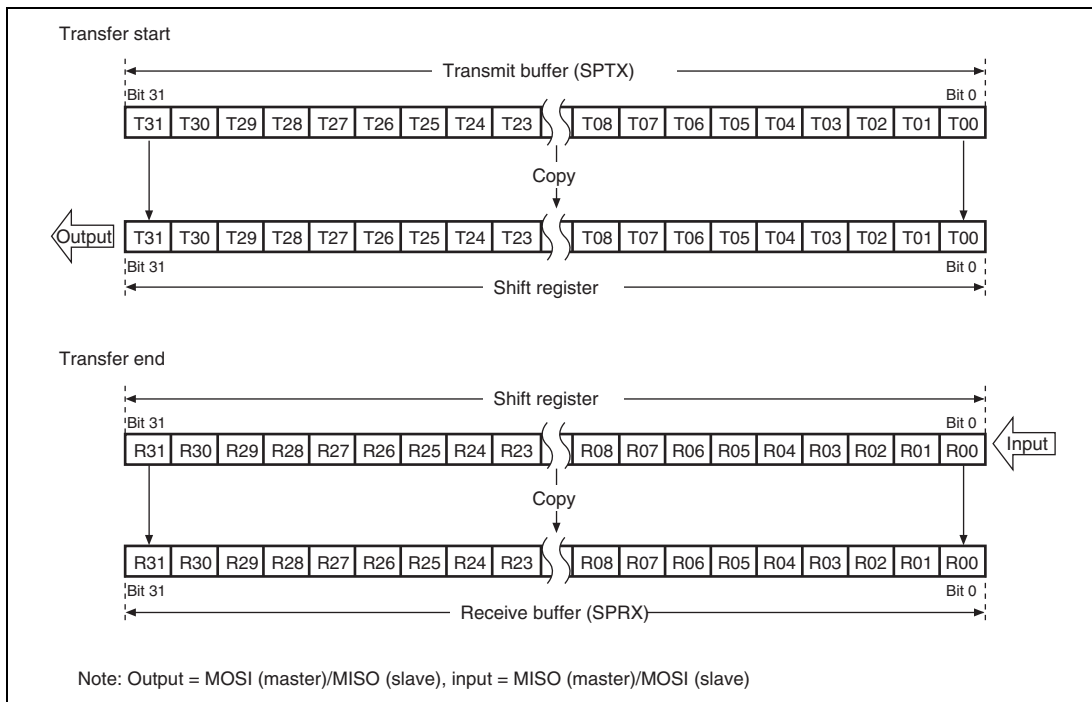 Transfer start
Transmit buffer (SPTX)
Bit 31 Bit 0
T31 T30 T29 T28 T27 T26 T25 T24 T23 T08 T07 T06 T05 T04 T03 T02 T01 T00
Copy
Output T31 T30 T29 T28 T27 T26 T25 T24 T23 T08 T07 T06 T05 T04 T03 T02 T01 T00
Bit 31 Bit 0
Shift register
Transfer end
Shift register
Bit 31 Bit 0
R31 R30 R29 R28 R27 R26 R25 R24 R23 R08 R07 R06 R05 R04 R03 R02 R01 R00 Input
Copy
R31 R30 R29 R28 R27 R26 R25 R24 R23 R08 R07 R06 R05 R04 R03 R02 R01 R00
Bit 31 Bit 0
Receive buffer (SPRX)
Note: Output = MOSI (master)/MISO (slave), input = MISO (master)/MOSI (slave)